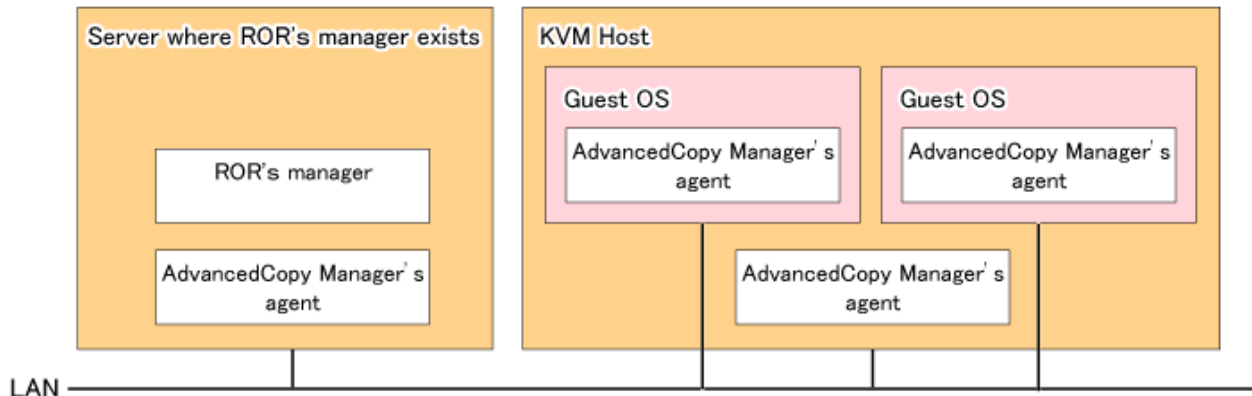 Server where ROR's manager exists
ROR's manager
AdvancedCopy Manager's
agent
KVM Host
Guest OS
AdvancedCopy Manager's
agent
Guest OS
AdvancedCopy Manager's
agent
AdvancedCopy Manager's
agent
LAN